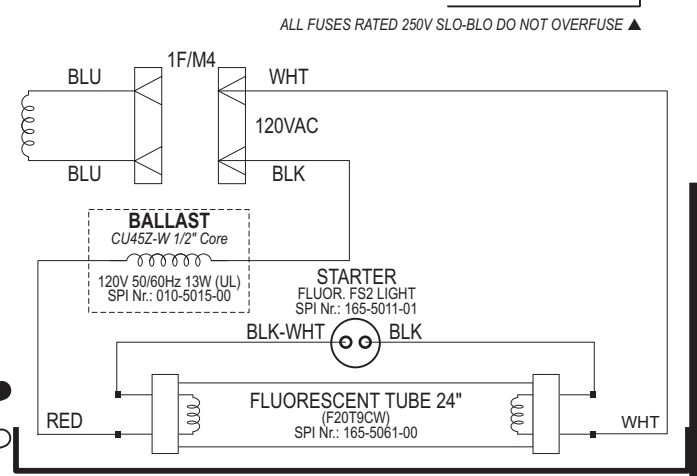 ALL FUSES RATED 250V SLO-BLO DO NOT OVERFUSE ▲
1F/M4
BLU
WHT
120VAC
BLU
BLK
BALLAST
CU45Z-W 1/2" Core
120V 50/60Hz 13W (UL)
SPI Nr.: 010-5015-00
STARTER
FLUOR. FS2 LIGHT
SPI Nr.: 165-5011-01
BLK-WHT
BLK
FLUORESCENT TUBE 24"
(F20T9CW)
SPI Nr.: 165-5061-00
RED
WHT